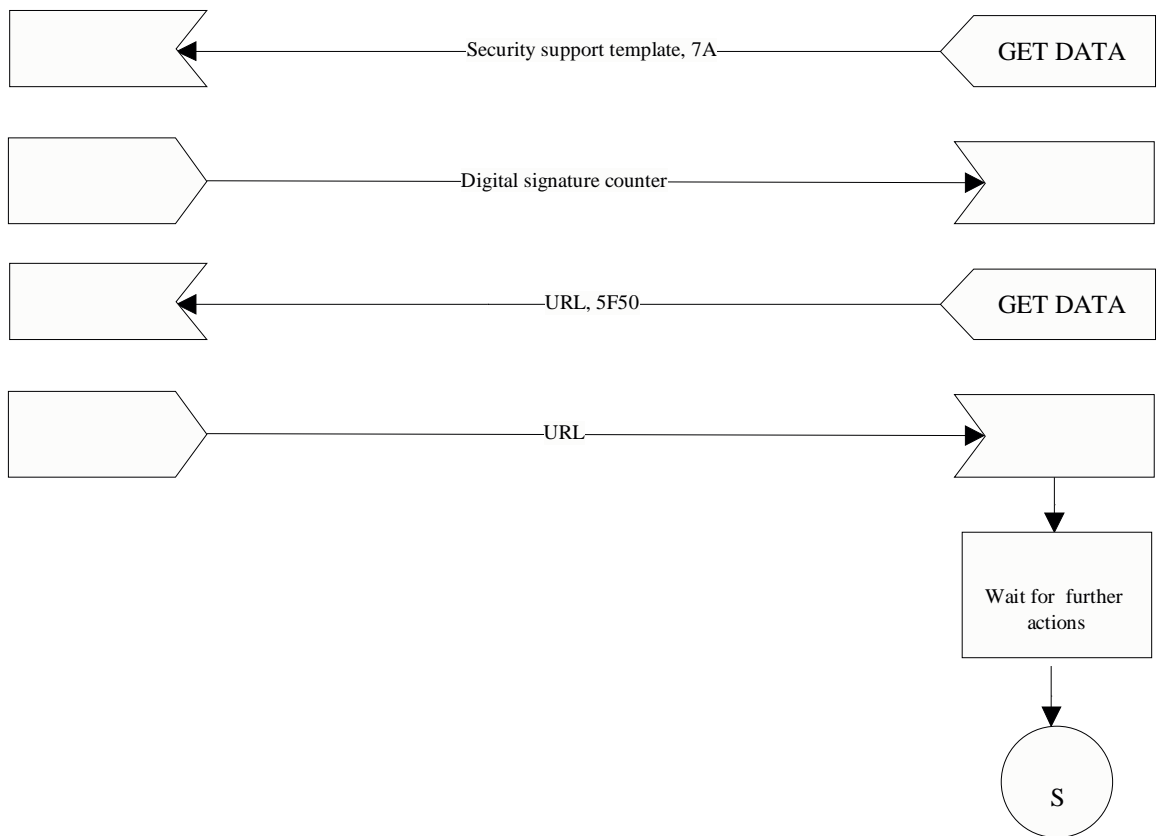 Security support template, 7A
GET DATA
Digital signature counter
URL, 5F50
GET DATA
URL
Wait for further
actions
S